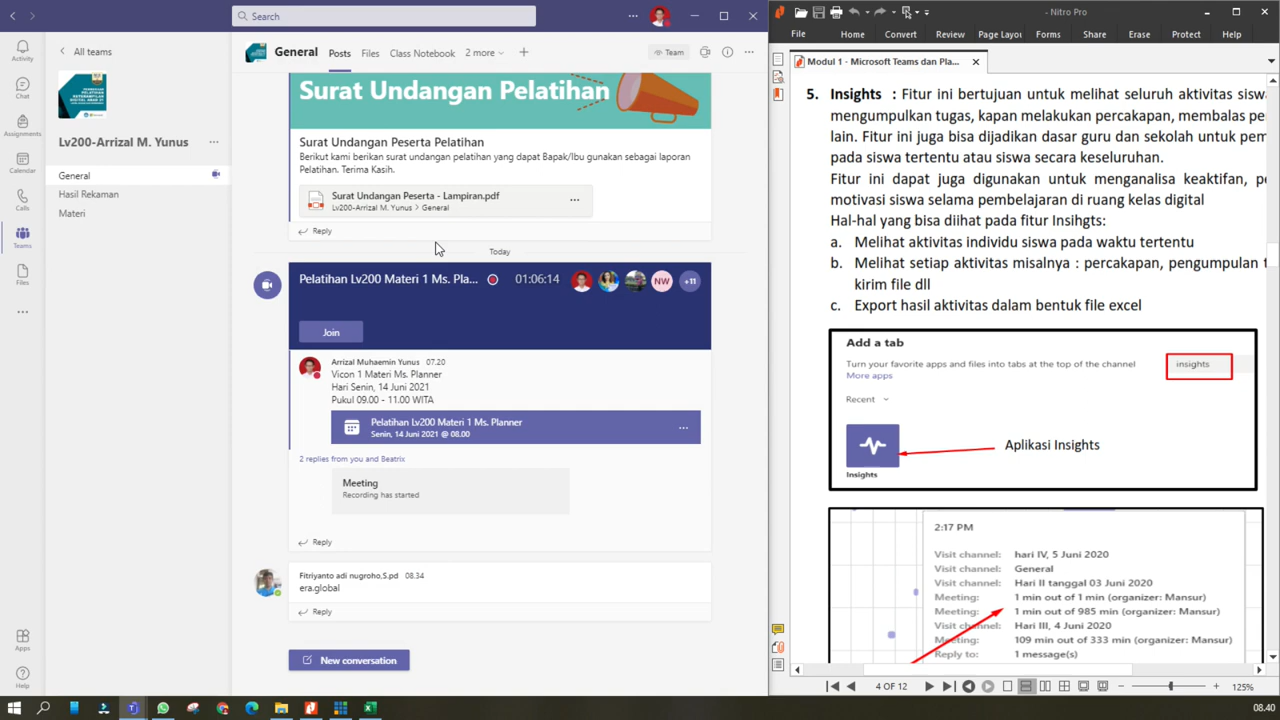 Search
General
Posts
Files
Class Notebook
2 more
Team
Activity
Chat
Assignments
Calendar
Calls
Teams
Files
Apps
Help
All teams
Lv200-Arrizal M. Yunus
General
Hasil Rekaman
Materi
Surat Undangan Pelatihan
Surat Undangan Peserta Pelatihan
Berikut kami berikan surat undangan pelatihan yang dapat Bapak/Ibu gunakan sebagai laporan
Pelatihan. Terima Kasih.
Surat Undangan Peserta - Lampiran.pdf
Lv200-Arrizal M. Yunus > General
Reply
Today
Pelatihan Lv200 Materi 1 Ms. Pla...
01:06:14
NW
+11
Join
Arrizal Muhaemin Yunus 07.20
Vicon 1 Materi Ms. Planner
Hari Senin, 14 Juni 2021
Pukul 09.00 - 11.00 WITA
Pelatihan Lv200 Materi 1 Ms. Planner
Senin, 14 Juni 2021 @ 08.00
2 replies from you and Beatrix
Meeting
Recording has started
Reply
Fitriyanto adi nugroho,S.pd 08.34
era.global
Reply
New conversation
- Nitro Pro
File
Home
Convert
Review
Page Layou
Forms
Share
Erase
Protect
Help
Modul 1 - Microsoft Teams dan Pla...
5. Insights : Fitur ini bertujuan untuk melihat seluruh aktivitas sisw
mengumpulkan tugas, kapan melakukan percakapan, membalas pe
lain. Fitur ini juga bisa dijadikan dasar guru dan sekolah untuk pem
pada siswa tertentu atau siswa secara keseluruhan.
Fitur ini dapat juga digunakan untuk menganalisa keaktifan, pe
motivasi siswa selama pembelajaran di ruang kelas digital
Hal-hal yang bisa diihat pada fitur Insihgts:
a. Melihat aktivitas individu siswa pada waktu tertentu
b. Melihat setiap aktivitas misalnya : percakapan, pengumpulan t
kirim file dll
c. Export hasil aktivitas dalam bentuk file excel
Add a tab
Turn your favorite apps and files into tabs at the top of the channel
More apps
insights
Recent
Aplikasi Insights
Insights
2:17 PM
Visit channel: hari IV, 5 Juni 2020
Visit channel: General
Visit channel: Hari II tanggal 03 Juni 2020
Meeting: 1 min out of 1 min (organizer: Mansur)
Meeting: 1 min out of 985 min (organizer: Mansur)
Visit channel: Hari III, 4 Juni 2020
Meeting: 109 min out of 333 min (organizer: Mansur)
Reply to: 1 message(s)
4 OF 12
125%
08.40